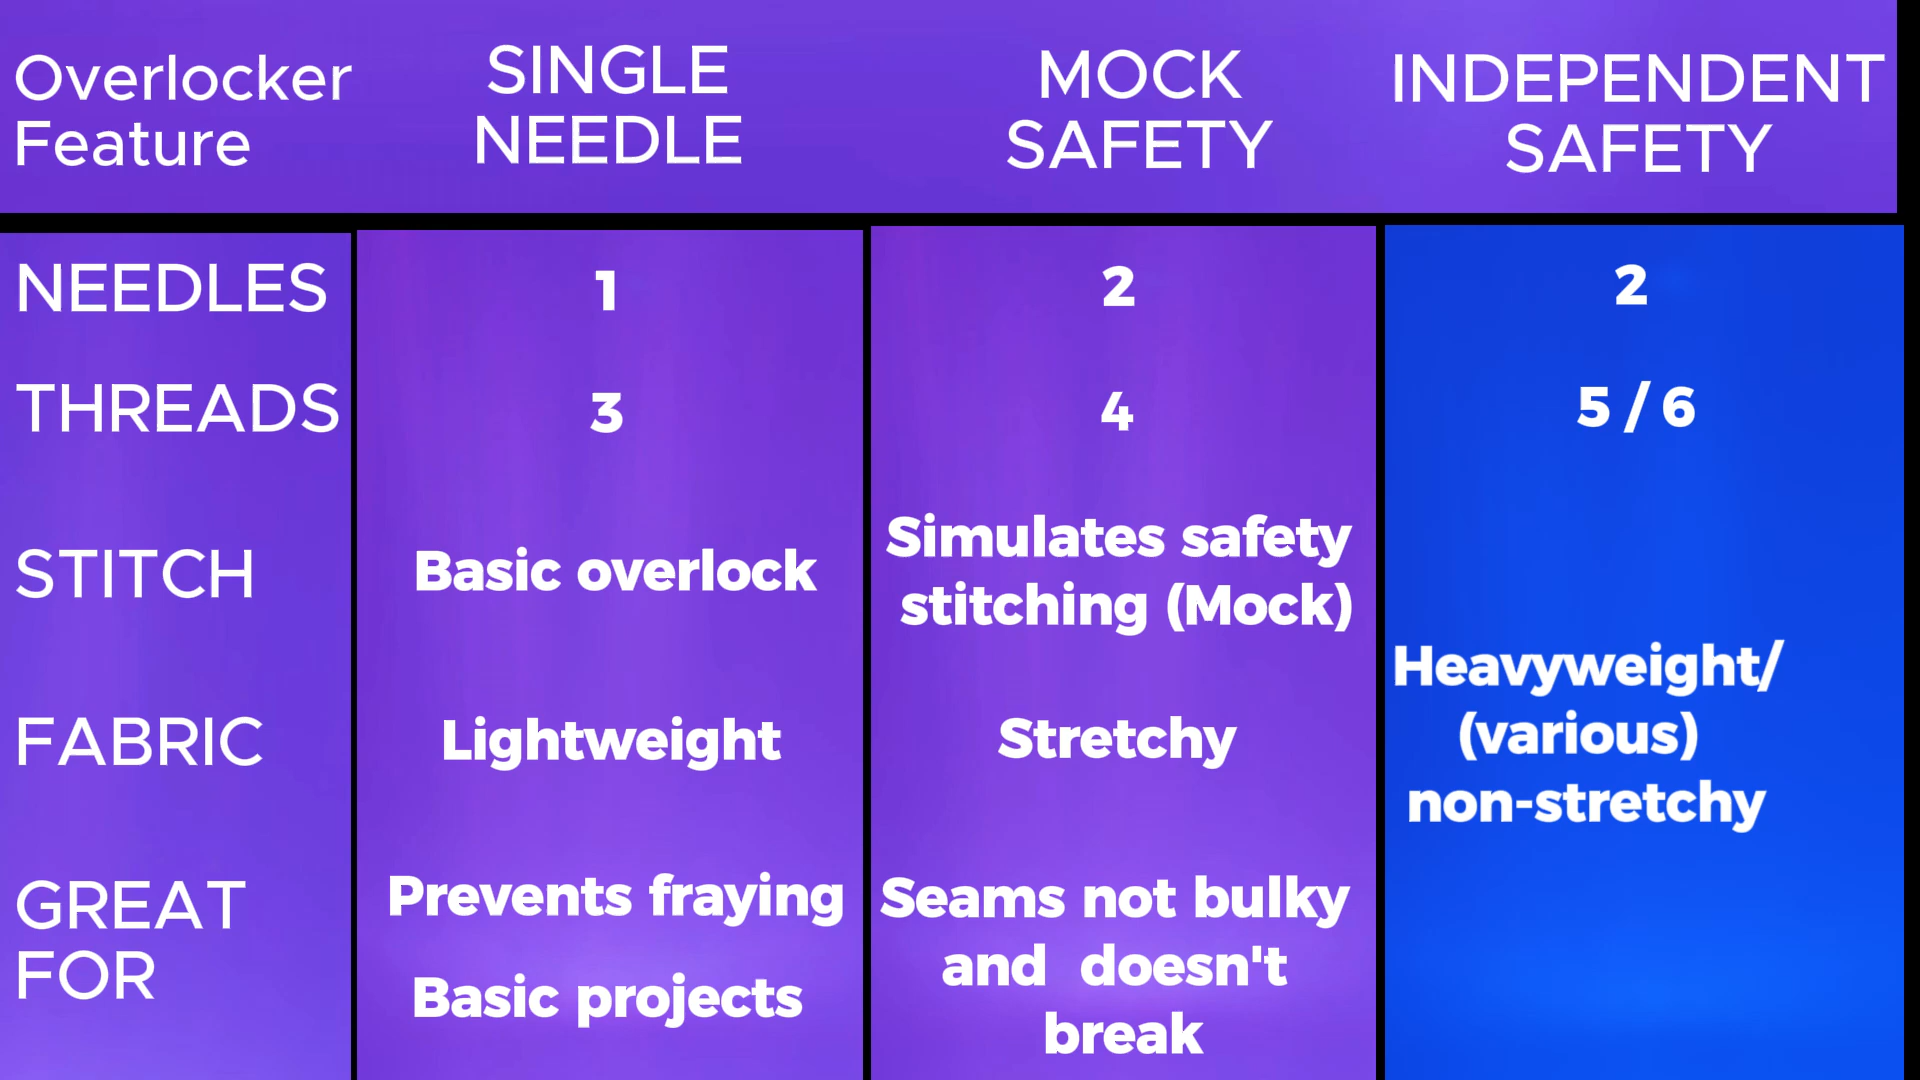 Overlocker
Feature
SINGLE
NEEDLE
MOCK
SAFETY
INDEPENDENT
SAFETY
NEEDLES
1
2
2
THREADS
3
4
5 / 6
STITCH
Basic overlock
Simulates safety
stitching (Mock)
FABRIC
Lightweight
Stretchy
Heavyweight/
(various)
non-stretchy
GREAT
FOR
Prevents fraying
Basic projects
Seams not bulky
and doesn't
break